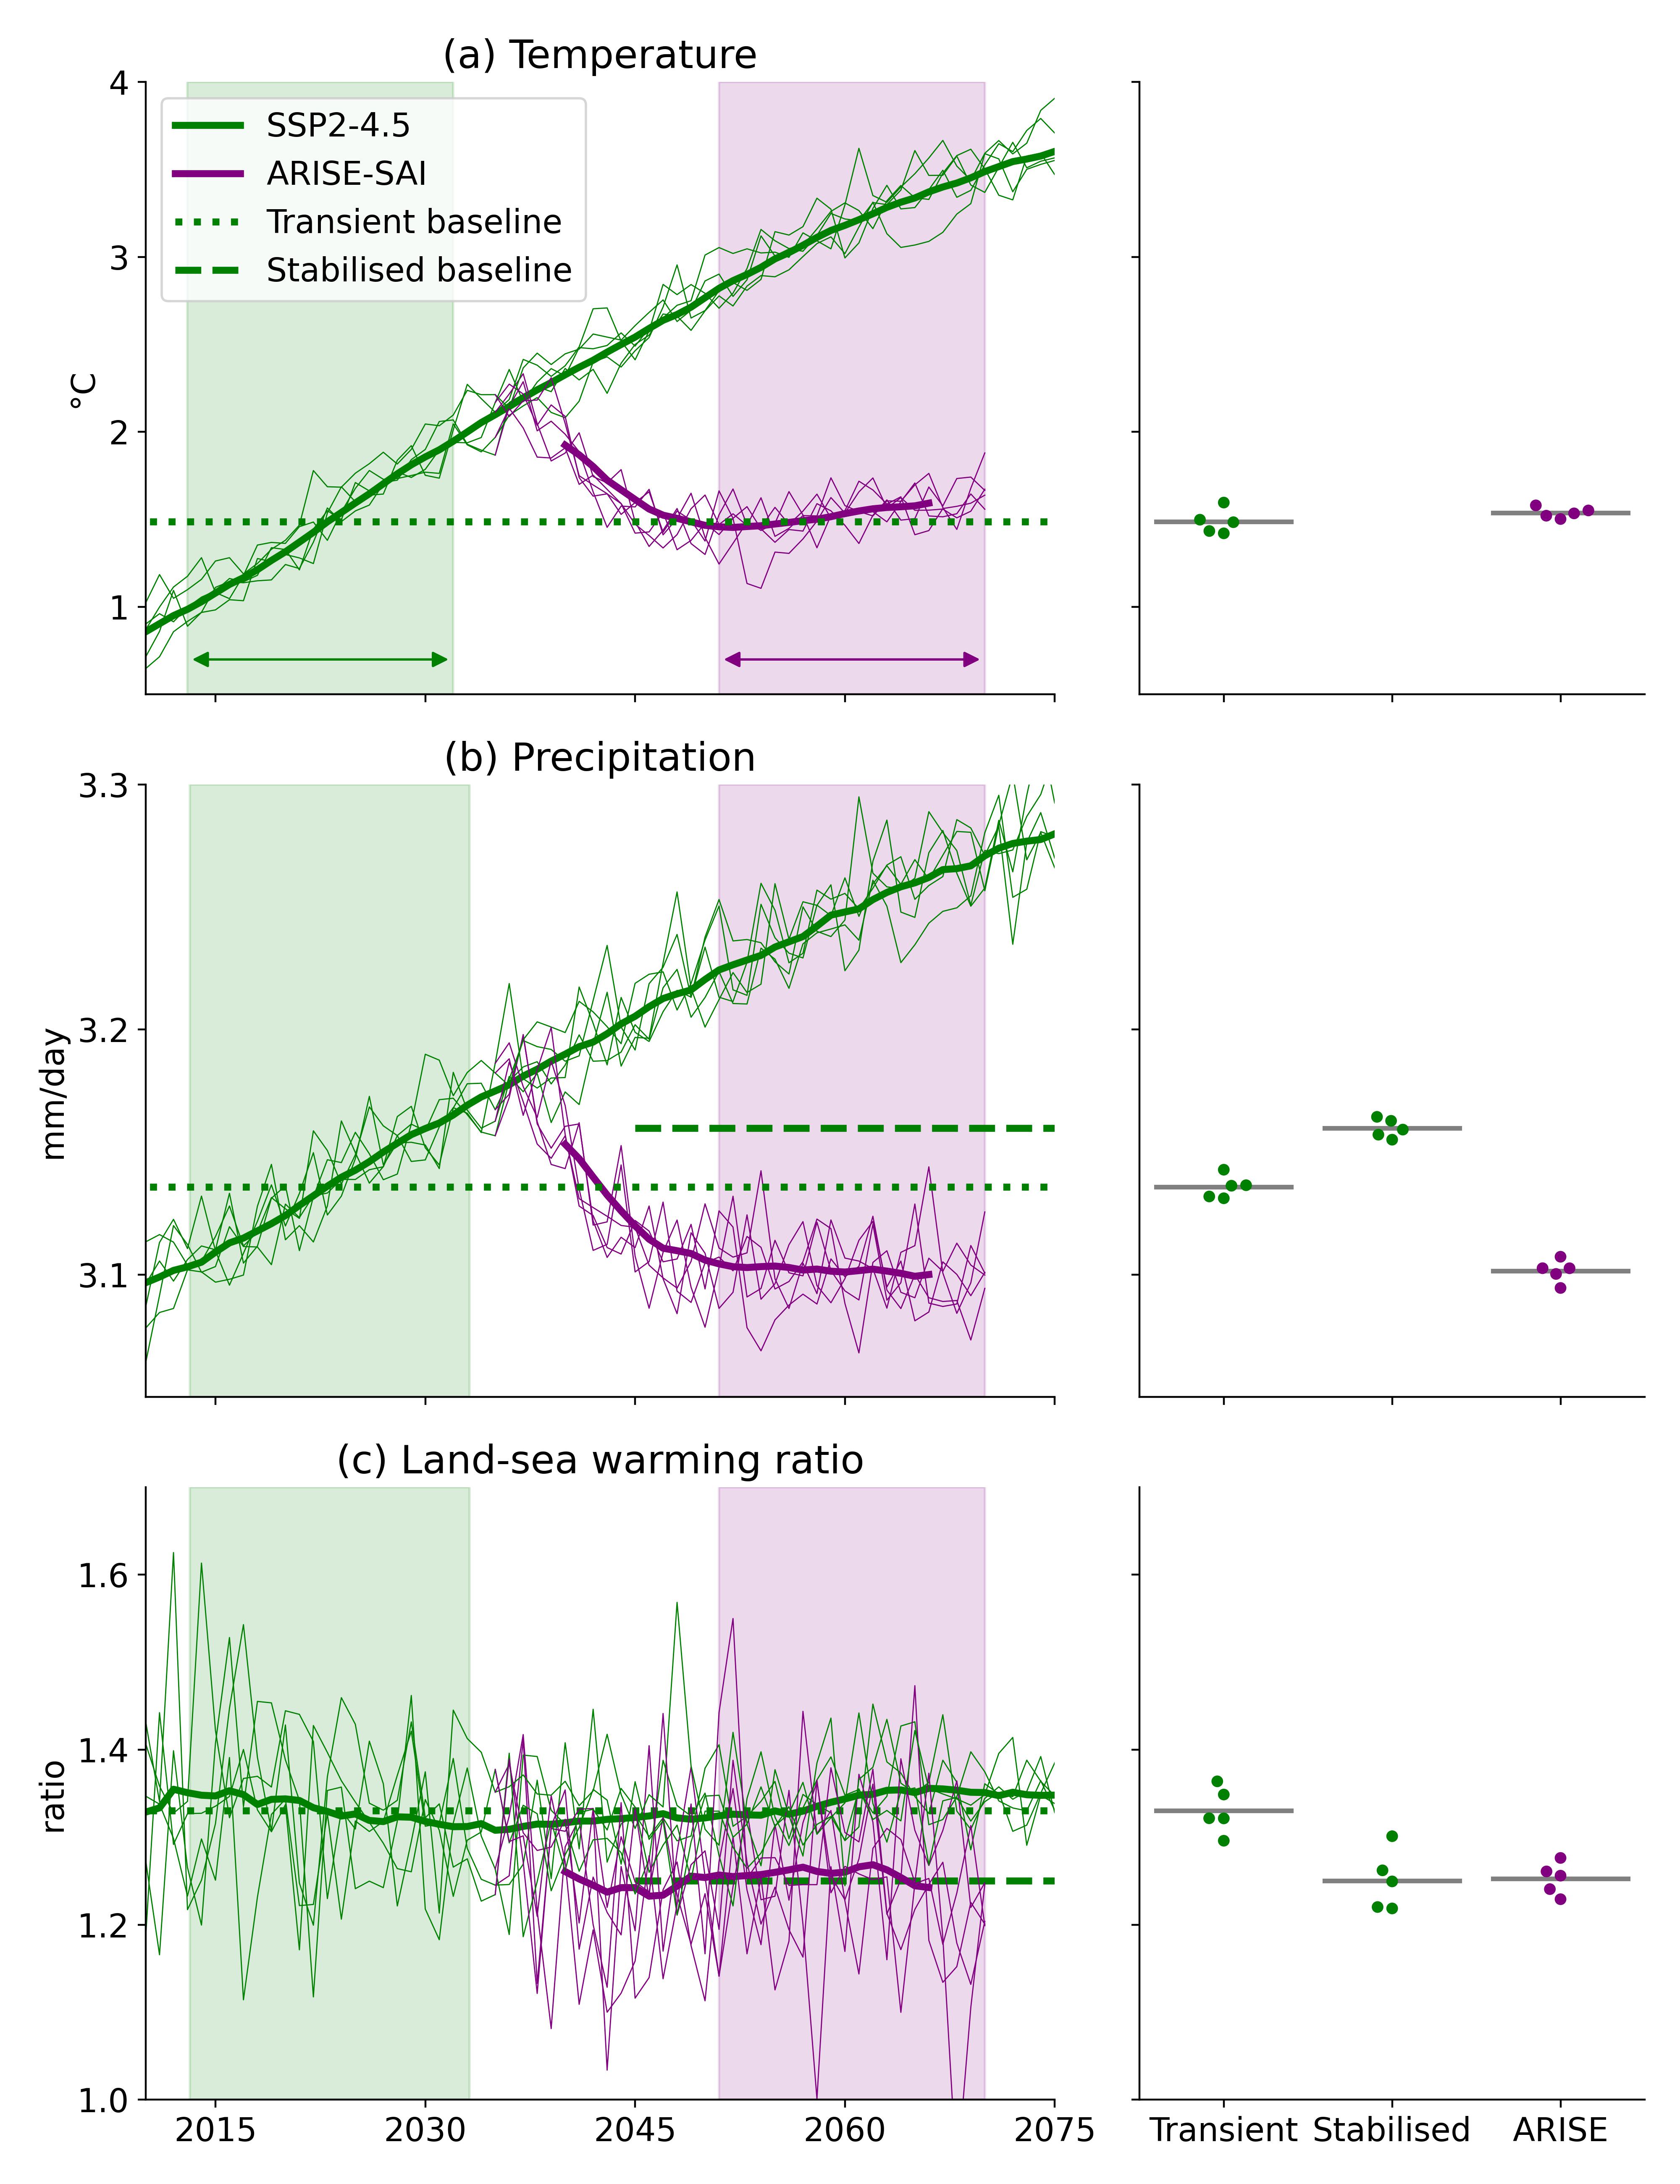 (a) Temperature
4
3
2
1
°C
SSP2-4.5
ARISE-SAI
Transient baseline
Stabilised baseline
(b) Precipitation
3.3
3.2
3.1
mm/day
(c) Land-sea warming ratio
1.6
1.4
1.2
1.0
ratio
2015 2030 2045 2060 2075
Transient Stabilised ARISE